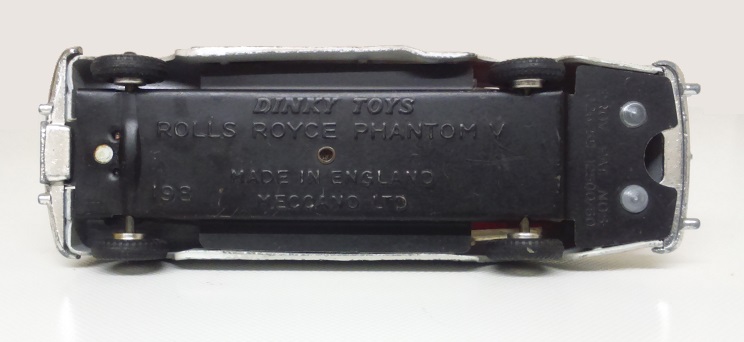 DINKY TOYS
ROLLS ROYCE PHANTOM V
MADE IN ENGLAND
198
MECCANO LTD